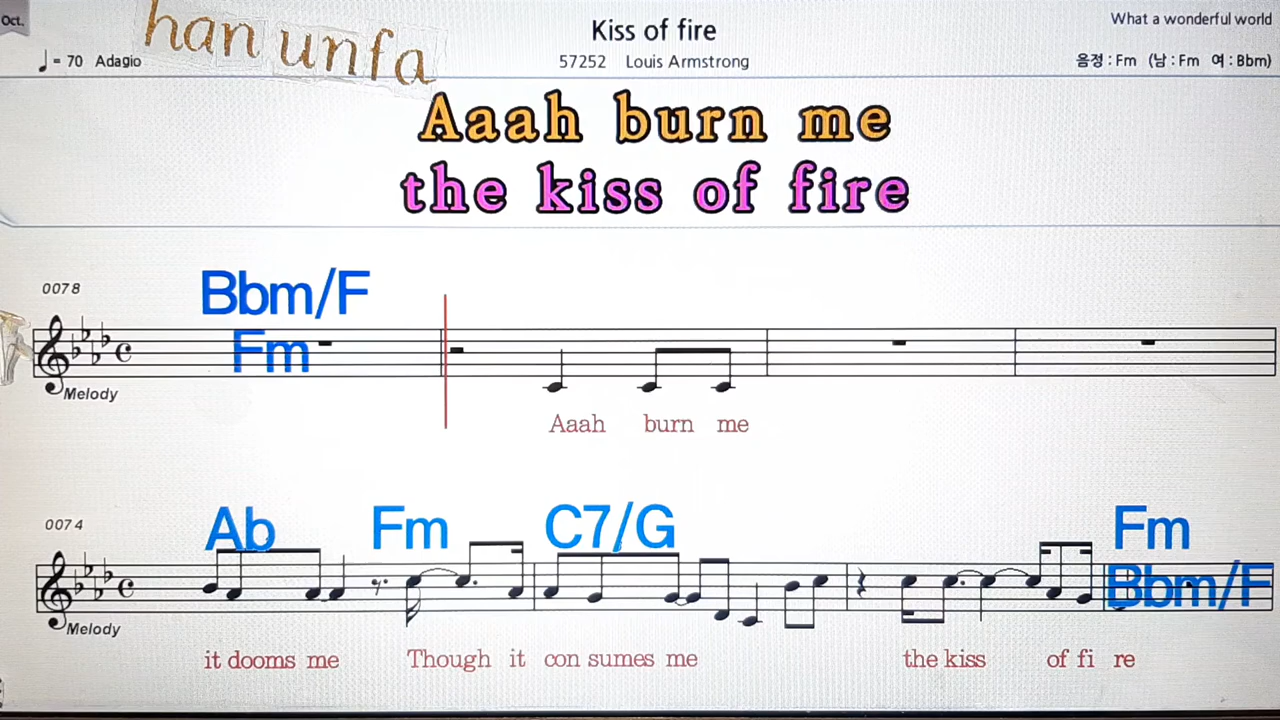 Oct.
han unfa
Kiss of fire
What a wonderful world
♩= 70 Adagio
57252 Louis Armstrong
음정 : Fm (남 : Fm 여 : Bbm)
Aaah burn me
the kiss of fire
0078
Bbm/F
Fm
Melody
Aaah burn me
0074
Ab Fm C7/G Fm
Bbm/F
Melody
it dooms me Though it con sumes me the kiss of fi re